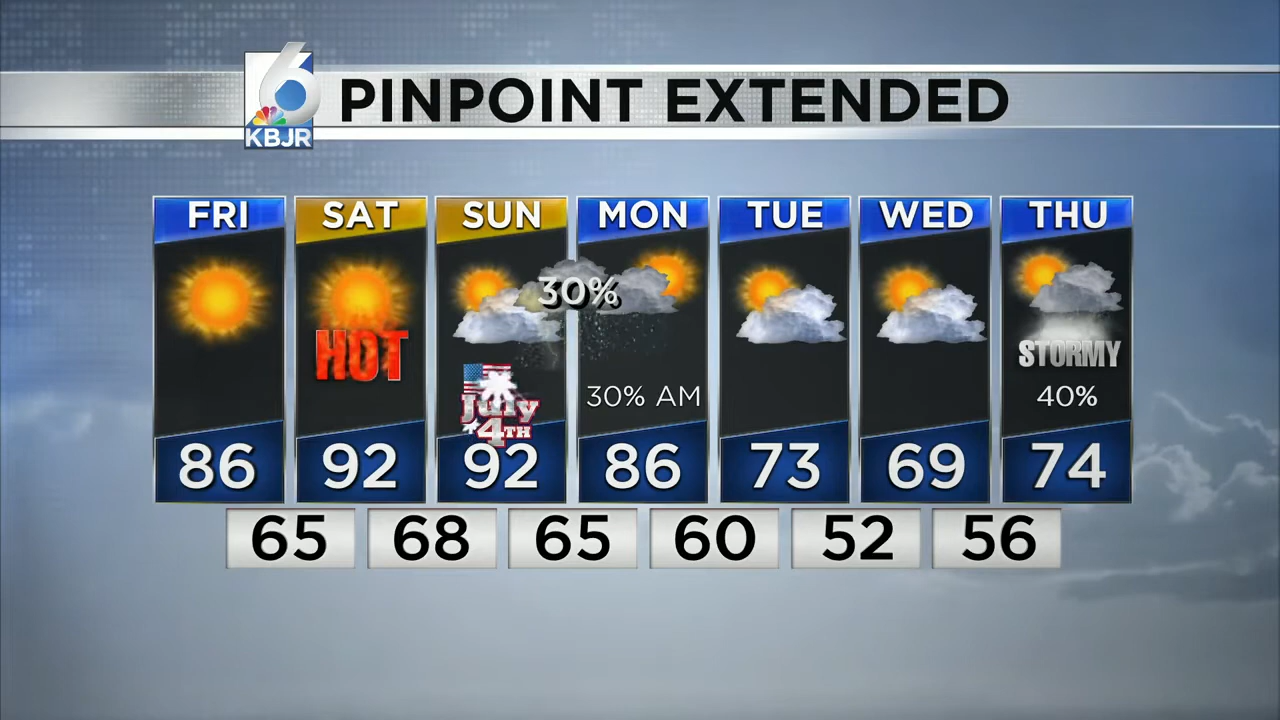 6
KBJR
PINPOINT EXTENDED
FRI SAT SUN MON TUE WED THU
30%
HOT
STORMY
July
4TH
30% AM
40%
86 92 92 86 73 69 74
65 68 65 60 52 56